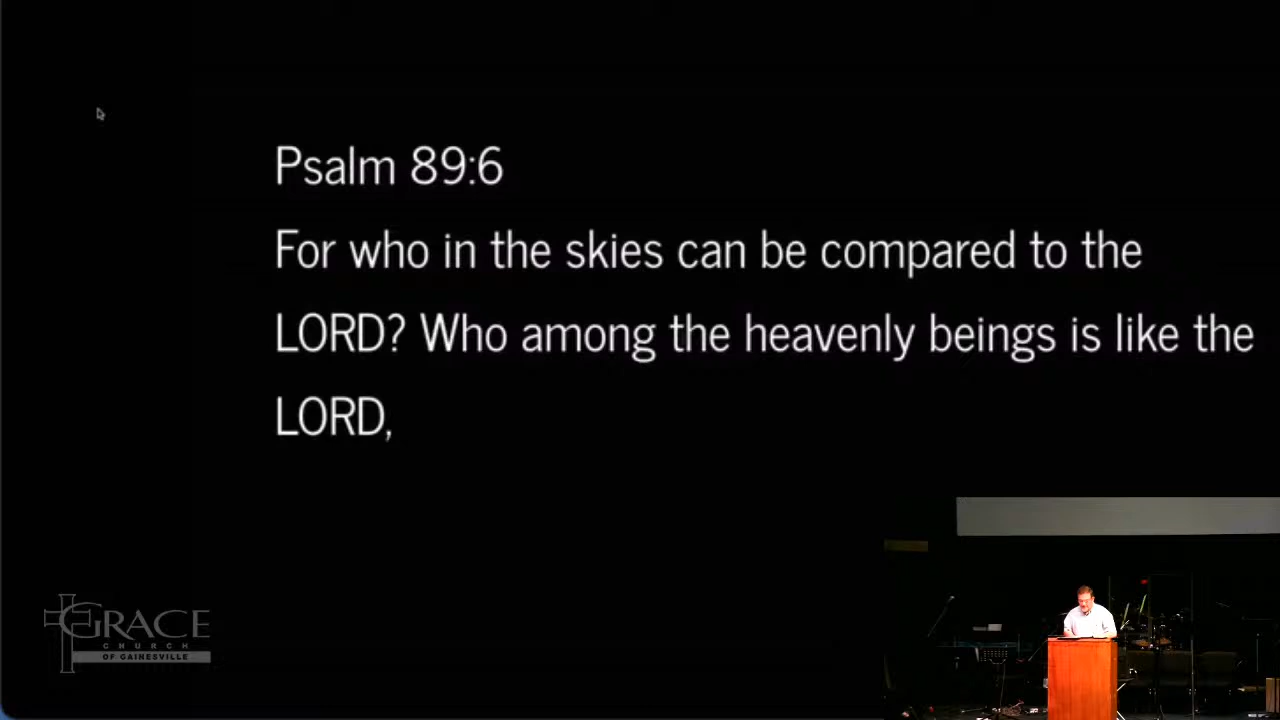 Psalm 89:6
For who in the skies can be compared to the
LORD? Who among the heavenly beings is like the
LORD,
GRACE
CHURCH
OF GAINESVILLE